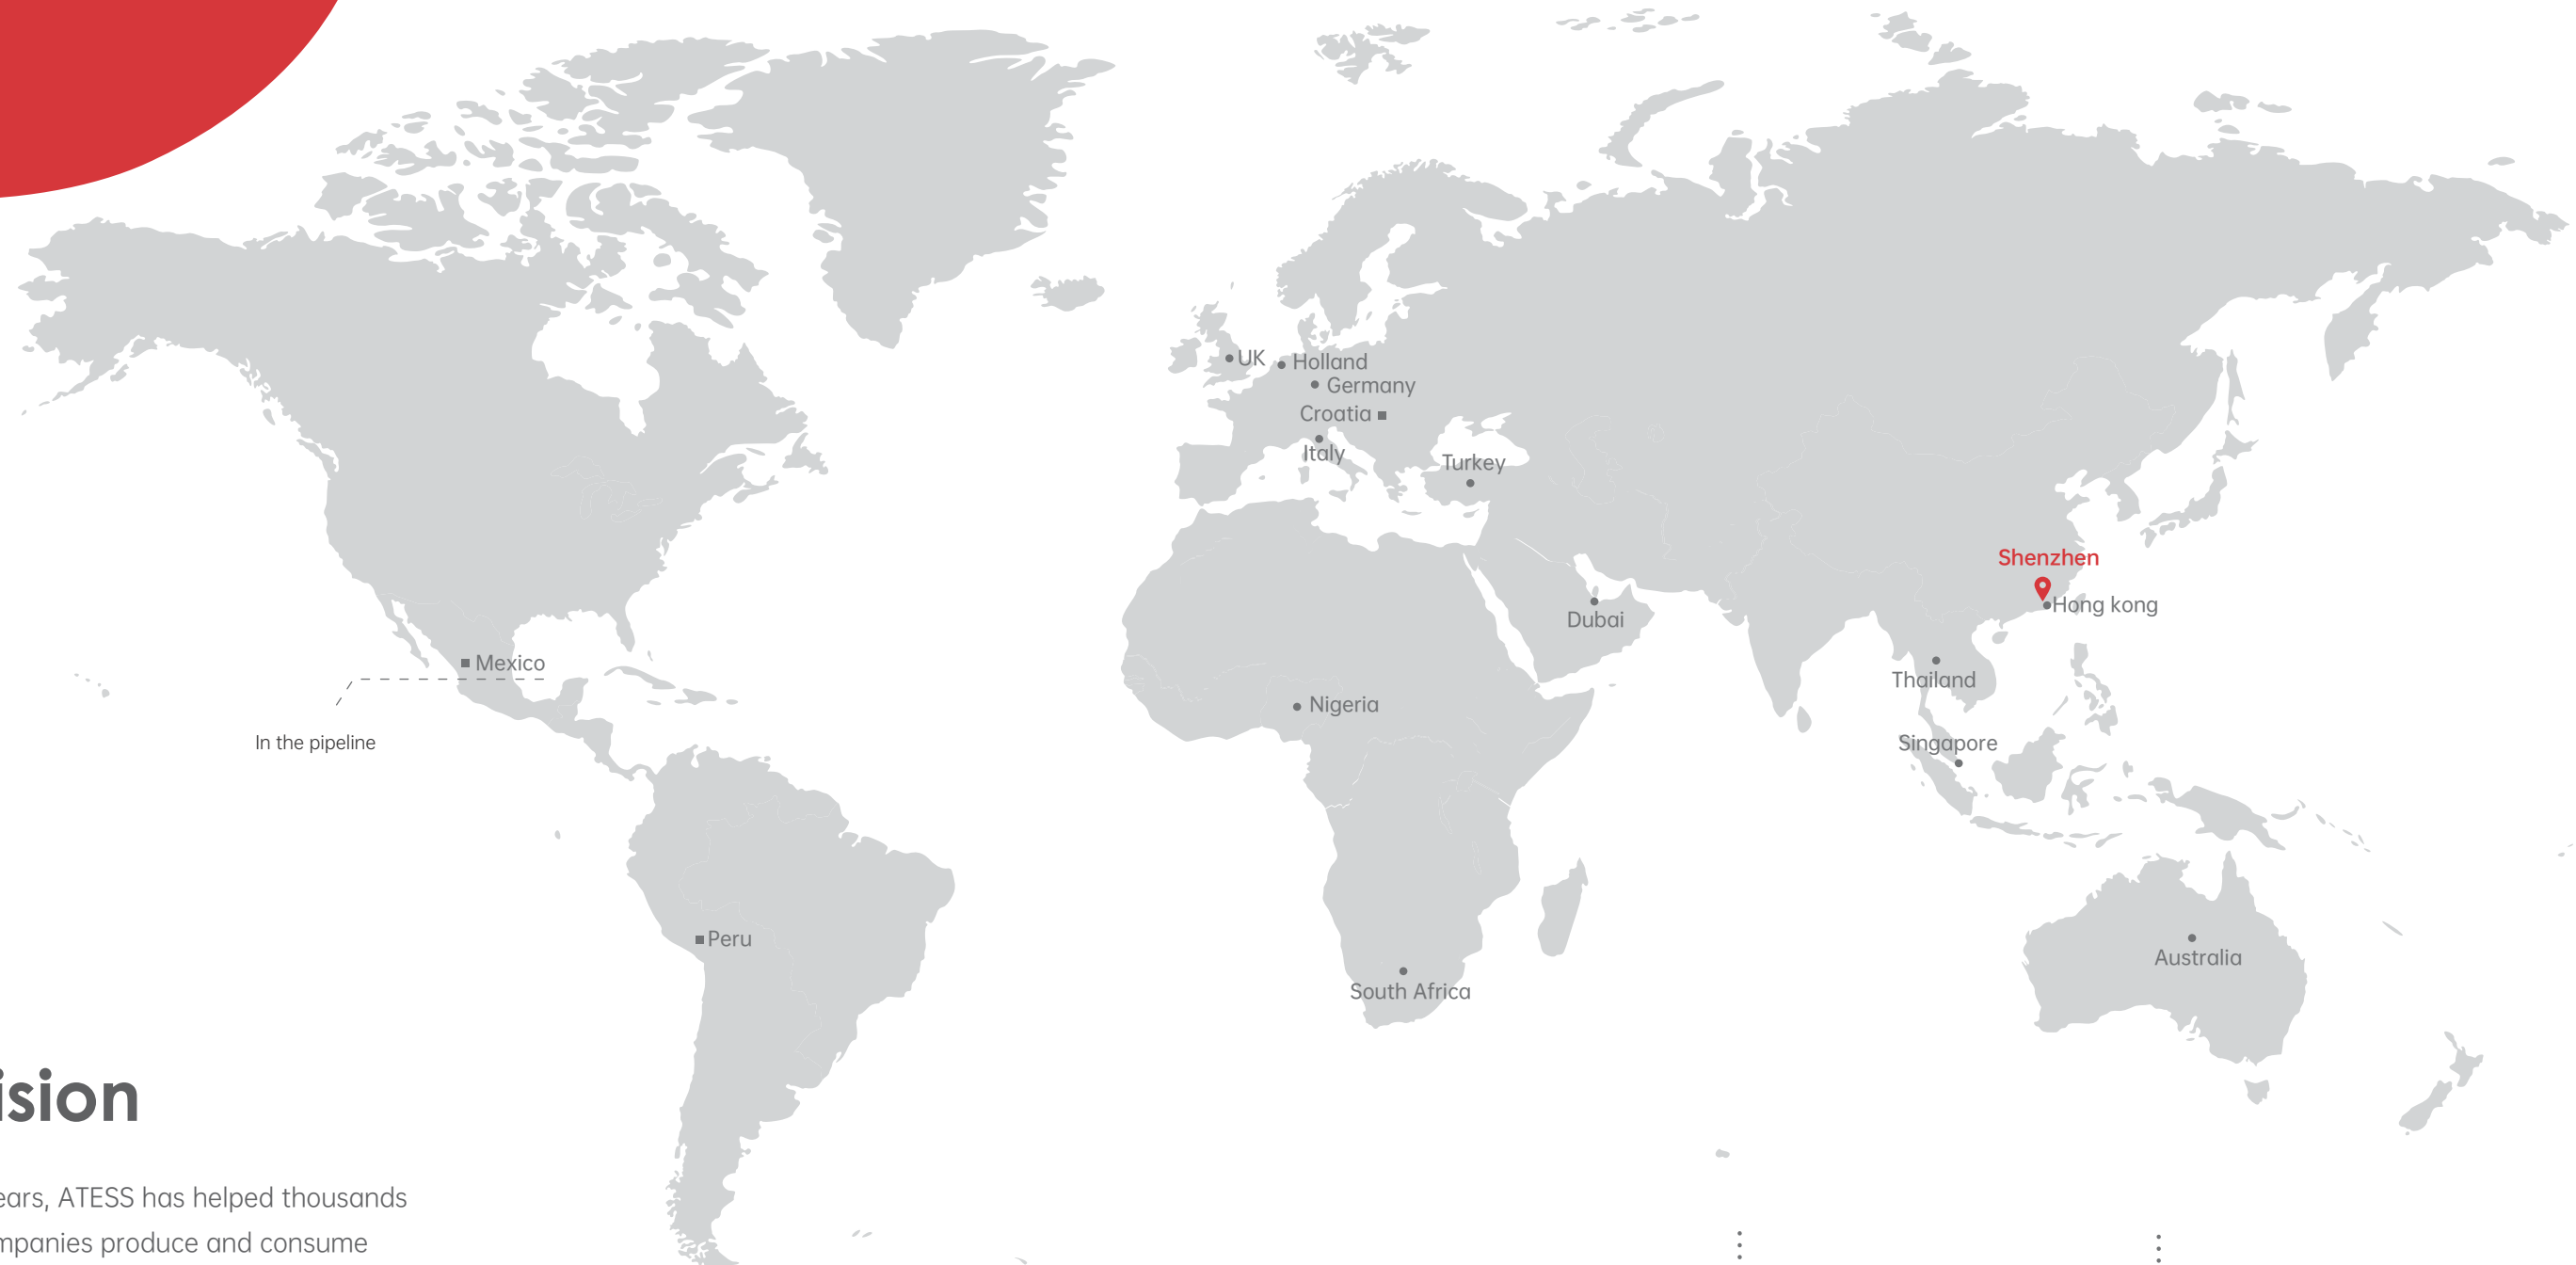 UK
Holland
Germany
Croatia
Italy
Turkey
Shenzhen
Hong kong
Dubai
Mexico
Thailand
Nigeria
In the pipeline
Singapore
Peru
Australia
South Africa
ision
ears, ATESS has helped thousands
mpanies produce and consume